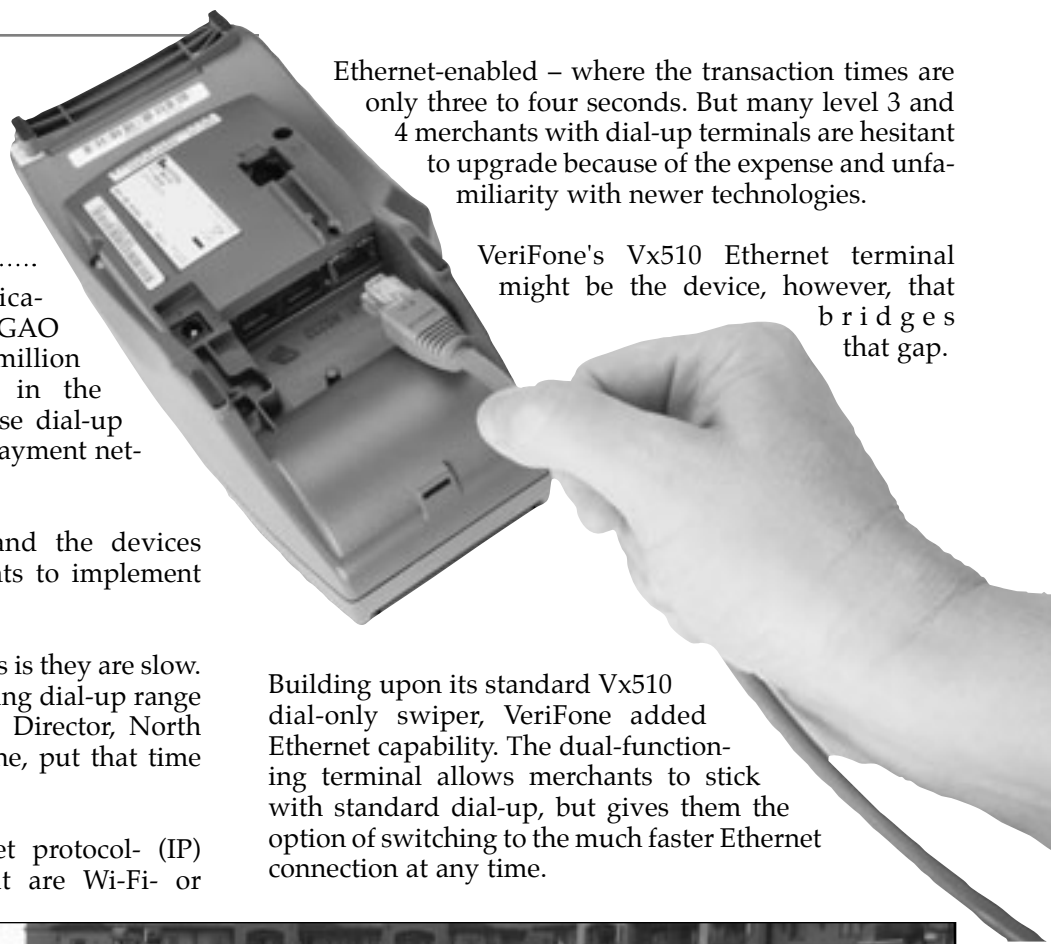 .....
ica-
GAO
million
in the
se dial-up
ayment net-
and the devices
nts to implement
s is they are slow.
ing dial-up range
Director, North
ne, put that time
et protocol- (IP)
t are Wi-Fi- or
Ethernet-enabled – where the transaction times are
only three to four seconds. But many level 3 and
4 merchants with dial-up terminals are hesitant
to upgrade because of the expense and unfa-
miliarity with newer technologies.
VeriFone's Vx510 Ethernet terminal
might be the device, however, that
bridges
that gap.
Building upon its standard Vx510
dial-only swiper, VeriFone added
Ethernet capability. The dual-function-
ing terminal allows merchants to stick
with standard dial-up, but gives them the
option of switching to the much faster Ethernet
connection at any time.